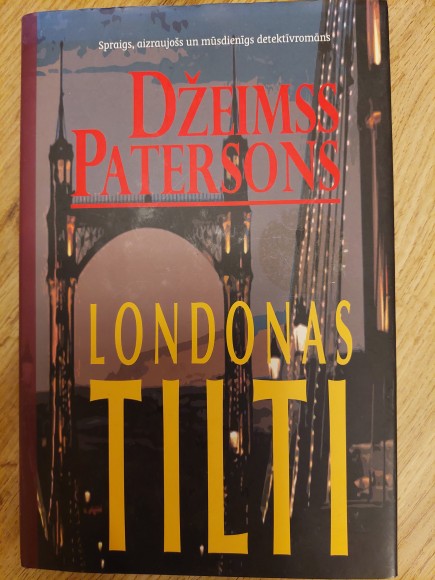 Spraigs, aizraujošs un mūsdienīgs detektīvromāns
DŽEIMSS
PATERSONS
LONDONAS
TILTI